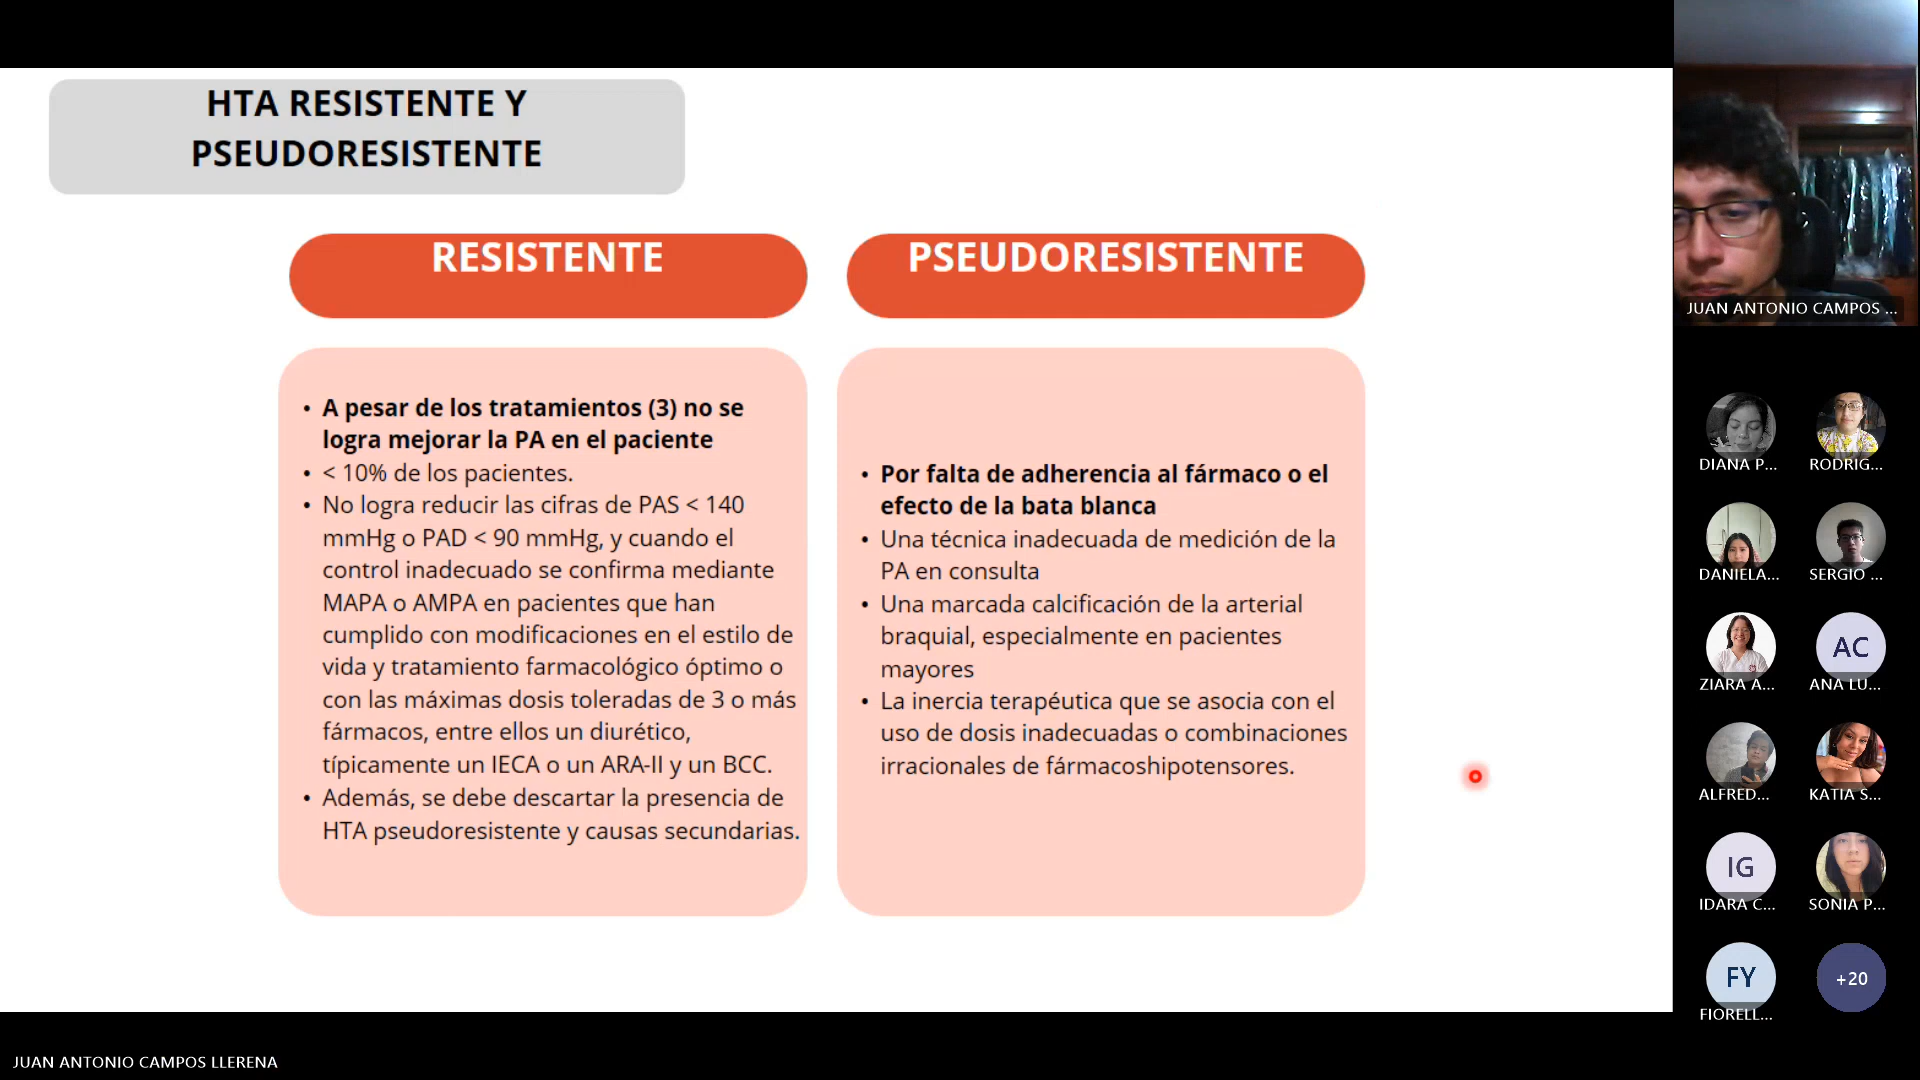 HTA RESISTENTE Y
PSEUDORESISTENTE
RESISTENTE
• A pesar de los tratamientos (3) no se
logra mejorar la PA en el paciente
• < 10% de los pacientes.
• No logra reducir las cifras de PAS < 140
mmHg o PAD < 90 mmHg, y cuando el
control inadecuado se confirma mediante
MAPA o AMPA en pacientes que han
cumplido con modificaciones en el estilo de
vida y tratamiento farmacológico óptimo o
con las máximas dosis toleradas de 3 o más
fármacos, entre ellos un diurético,
típicamente un IECA o un ARA-II y un BCC.
• Además, se debe descartar la presencia de
HTA pseudoresistente y causas secundarias.
PSEUDORESISTENTE
• Por falta de adherencia al fármaco o el
efecto de la bata blanca
• Una técnica inadecuada de medición de la
PA en consulta
• Una marcada calcificación de la arterial
braquial, especialmente en pacientes
mayores
• La inercia terapéutica que se asocia con el
uso de dosis inadecuadas o combinaciones
irracionales de fármacoshipotensores.
JUAN ANTONIO CAMPOS ...
DIANA P...
RODRIG...
DANIELA...
SERGIO ...
ZIARA A...
AC
ANA LU...
ALFRED...
KATIA S...
IG
IDARA C...
SONIA P...
FY
FIORELL...
+20
JUAN ANTONIO CAMPOS LLERENA